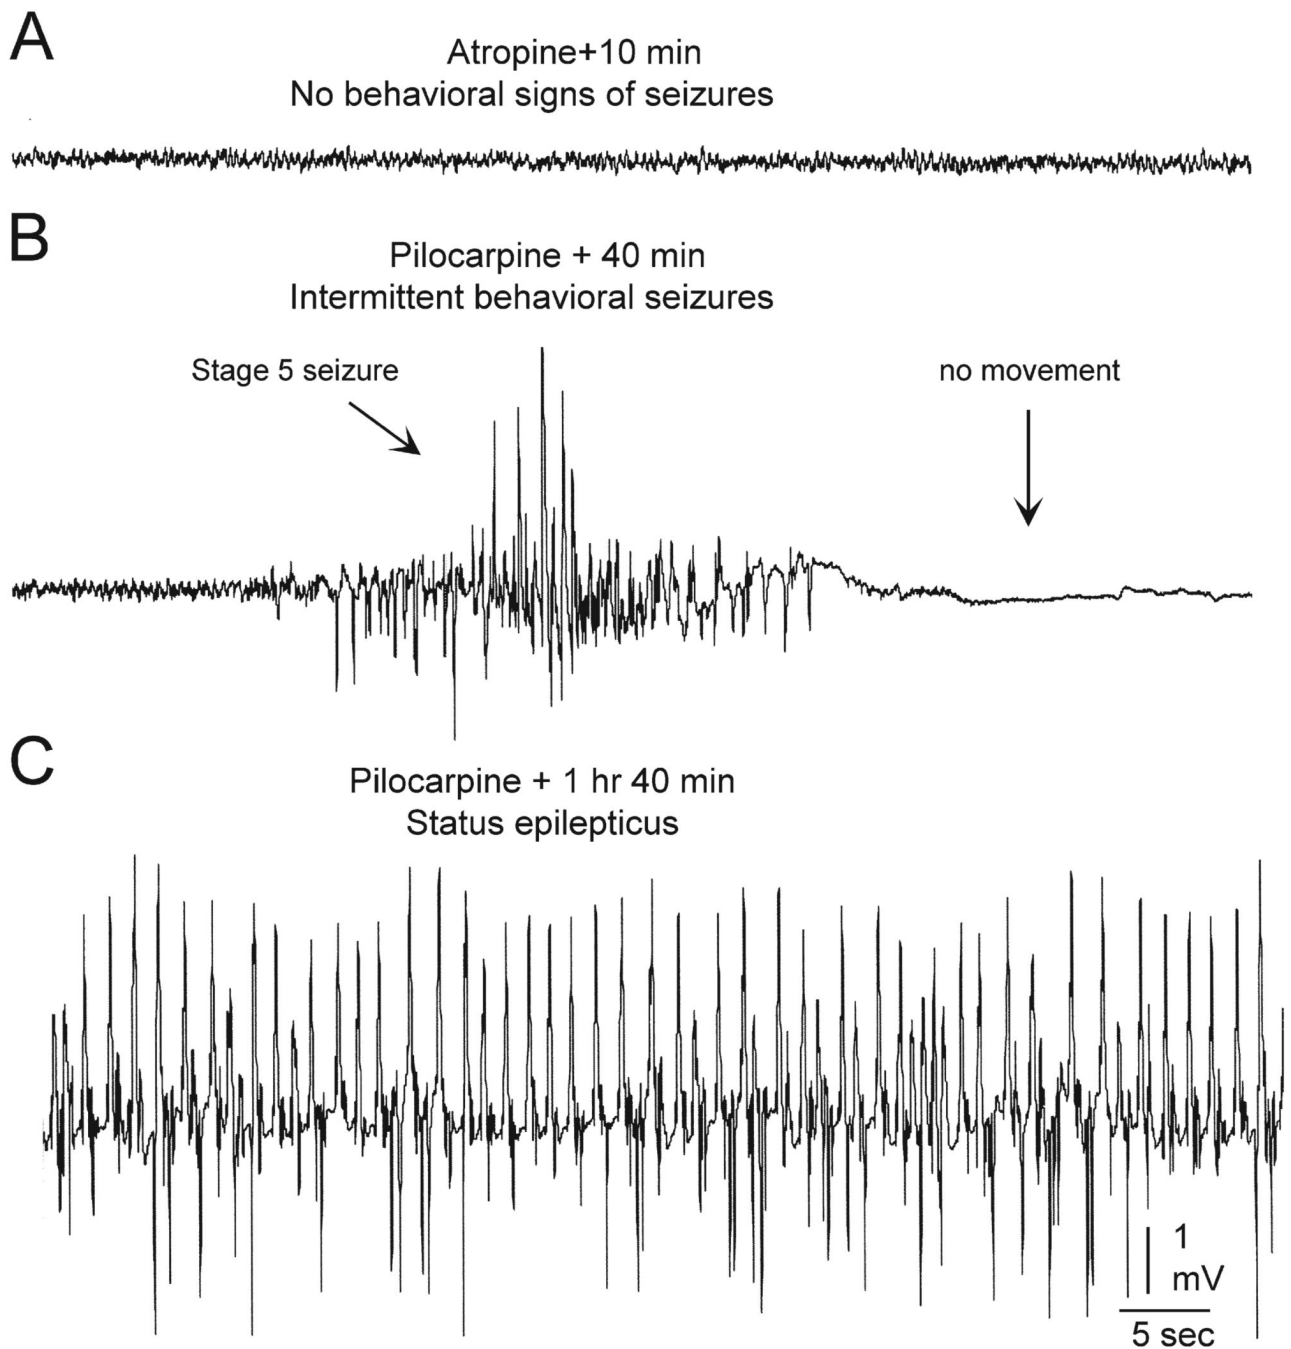 A
Atropine+10 min
No behavioral signs of seizures
B
Pilocarpine + 40 min
Intermittent behavioral seizures
Stage 5 seizure
no movement
C
Pilocarpine + 1 hr 40 min
Status epilepticus
1
mV
5 sec